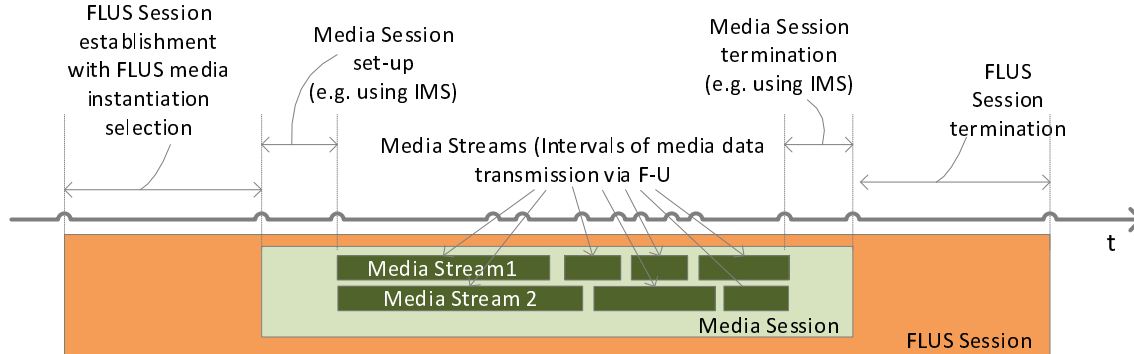 FLUS Session
establishment
with FLUS media
instantiation
selection
Media Session
set-up
(e.g. using IMS)
Media Session
termination
(e.g. using IMS)
FLUS
Session
termination
Media Streams (Intervals of media data
transmission via F-U
t
Media Stream1
Media Stream 2
Media Session
FLUS Session